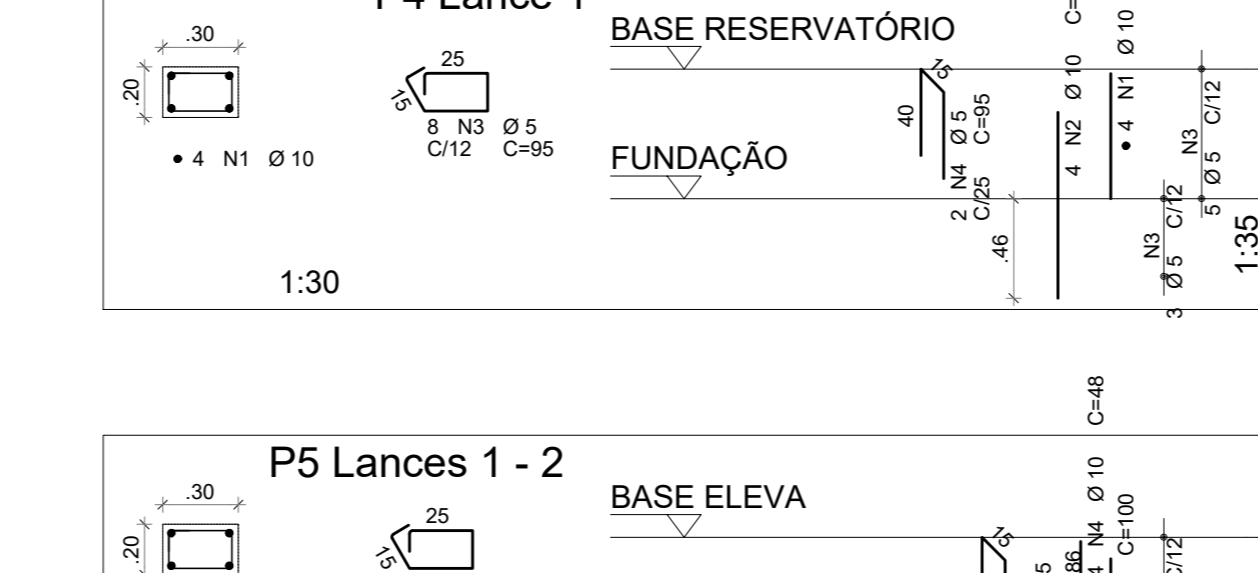 P4 Lance 1
.30
.20
• 4 N1 Ø 10
25
15
8 N3 Ø 5
C/12 C=95
1:30
BASE RESERVATÓRIO
FUNDAÇÃO
15
40
2 N4 Ø 5
C/25 C=95
.46
4 N2 Ø 10
• 4 N1 Ø 10
N3 C/12
5 Ø 5
N3 C/12
3 Ø 5
1:35
P5 Lances 1 - 2
.30
.20
25
15
BASE ELEVA
15
86
N4 Ø 10
C=48
C=100